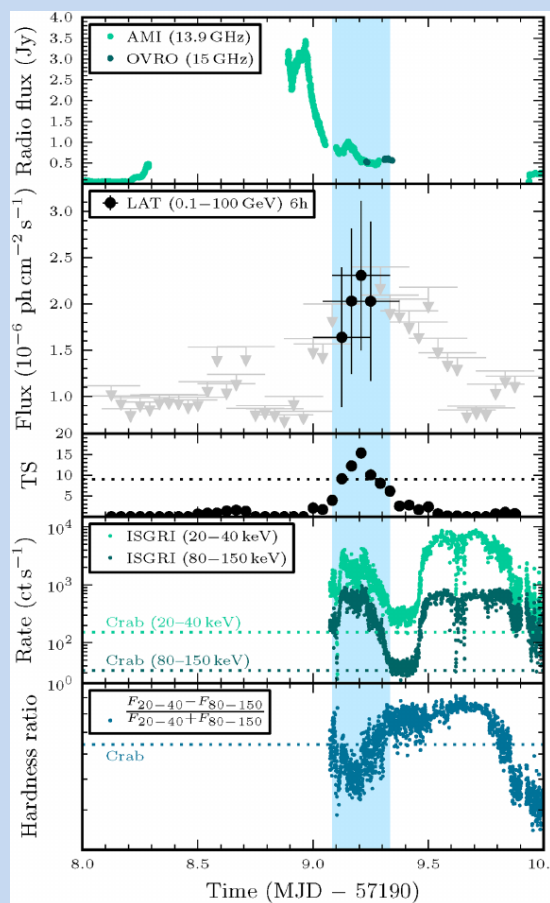 4.0
3.5
3.0
2.5
2.0
1.5
1.0
0.5
Radio flux (Jy)
AMI (13.9 GHz)
OVRO (15 GHz)
3.0
2.5
2.0
1.5
1.0
Flux (10⁻⁶ ph cm⁻² s⁻¹)
LAT (0.1−100 GeV) 6h
20
15
10
5
TS
10⁴
10³
10²
10⁰
Rate (ct s⁻¹)
ISGRI (20−40 keV)
ISGRI (80−150 keV)
Crab (20−40 keV)
Crab (80−150 keV)
10⁰
Hardness ratio
F₂₀₋₄₀−F₈₀₋₁₅₀
F₂₀₋₄₀+F₈₀₋₁₅₀
Crab
8.0 8.5 9.0 9.5 10.
Time (MJD − 57190)